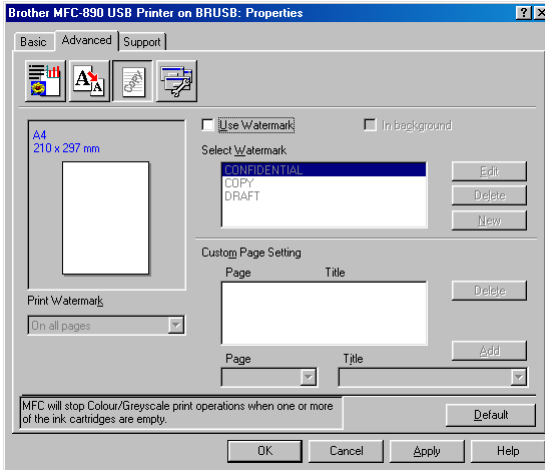 Brother MFC-890 USB Printer on BRUSB: Properties
Basic Advanced Support
A4
210 x 297 mm
Print Watermark
On all pages
Use Watermark
In background
Select Watermark
CONFIDENTIAL
COPY
DRAFT
Edit
Delete
New
Custom Page Setting
Page Title
Delete
Add
Page Title
MFC will stop Colour/Greyscale print operations when one or more
of the ink cartridges are empty.
Default
OK Cancel Apply Help